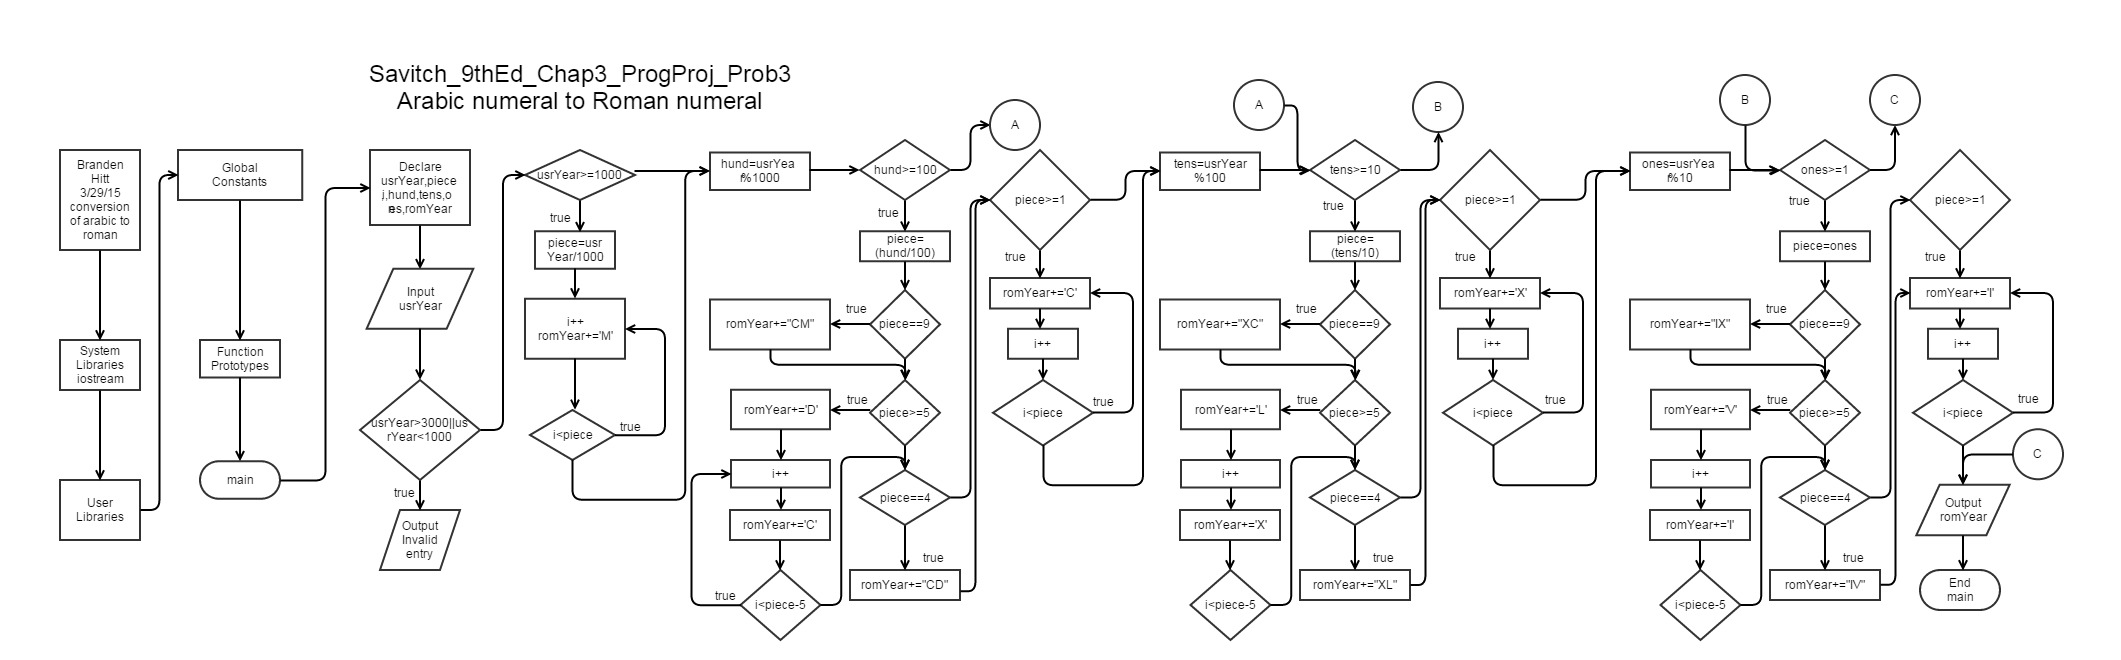 Savitch_9thEd_Chap3_ProgProj_Prob3
Arabic numeral to Roman numeral
Branden
Hitt
3/29/15
conversion
of arabic to
roman
System
Libraries
iostream
User
Libraries
Global
Constants
Function
Prototypes
main
Declare
usrYear,piece
i,,hund,tens,o
nes,romYear
Input
usrYear
usrYear>3000||us
rYear<1000
true
Output
Invalid
entry
usrYear>=1000
true
piece=usr
Year/1000
i++
romYear+='M'
i<piece
true
hund=usrYea
r%1000
hund>=100
true
A
piece=
(hund/100)
piece==9
true
romYear+="CM"
piece>=5
true
romYear+='D'
i++
romYear+='C'
i<piece-5
true
piece==4
true
romYear+="CD"
piece>=1
true
romYear+='C'
i++
i<piece
true
tens=usrYear
%100
A
tens>=10
true
B
piece=
(tens/10)
piece==9
true
romYear+="XC"
piece>=5
true
romYear+='L'
i++
romYear+='X'
i<piece-5
piece==4
true
romYear+="XL"
piece>=1
true
romYear+='X'
i++
i<piece
true
ones=usrYea
r%10
B
ones>=1
true
C
piece=ones
piece==9
true
romYear+="IX"
piece>=5
true
romYear+='V'
i++
romYear+='I'
i<piece-5
piece==4
true
romYear+="IV"
piece>=1
true
romYear+='I'
i++
i<piece
true
C
Output
romYear
End
main